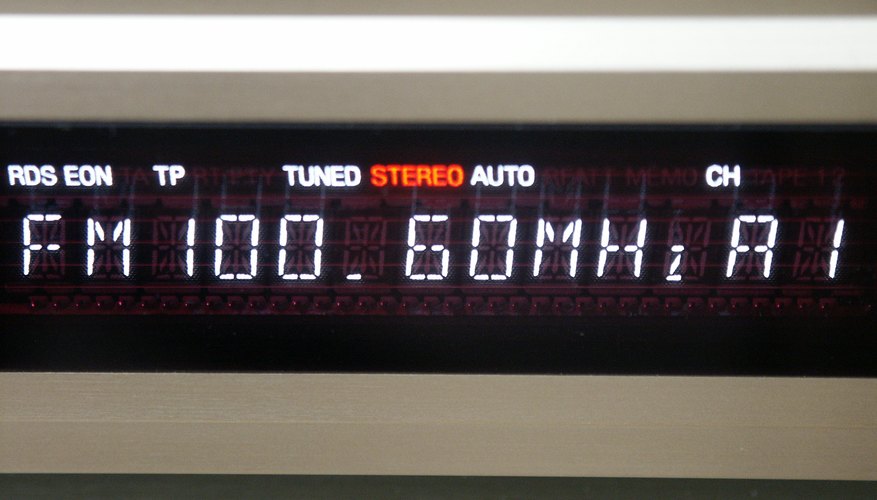 RDS EON TP TUNED STEREO AUTO CH
FM 100.60MHz A1